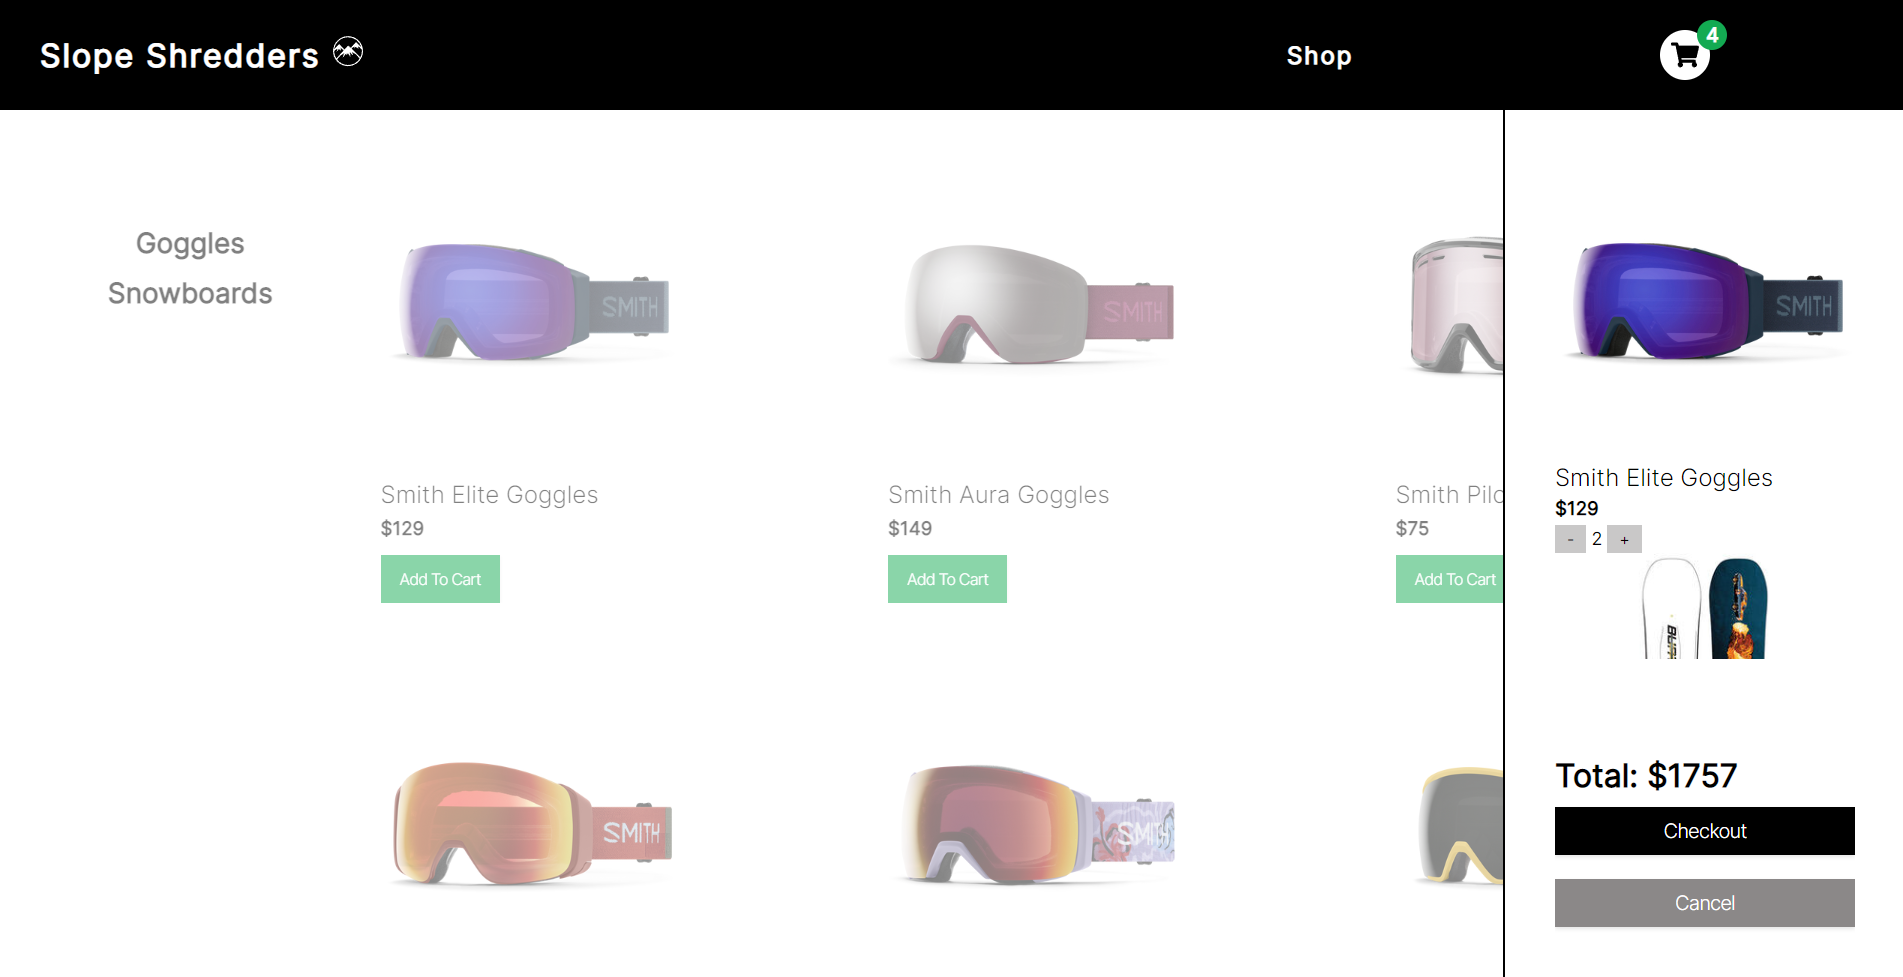 Slope Shredders
Shop
4
Goggles
Snowboards
SMITH
Smith Elite Goggles
$129
Add To Cart
SMITH
Smith Aura Goggles
$149
Add To Cart
$75
Smith
Add To Cart
SMITH
SMITH
SMITH
Smith Elite Goggles
$129
- 2 +
Total: $1757
Checkout
Cancel